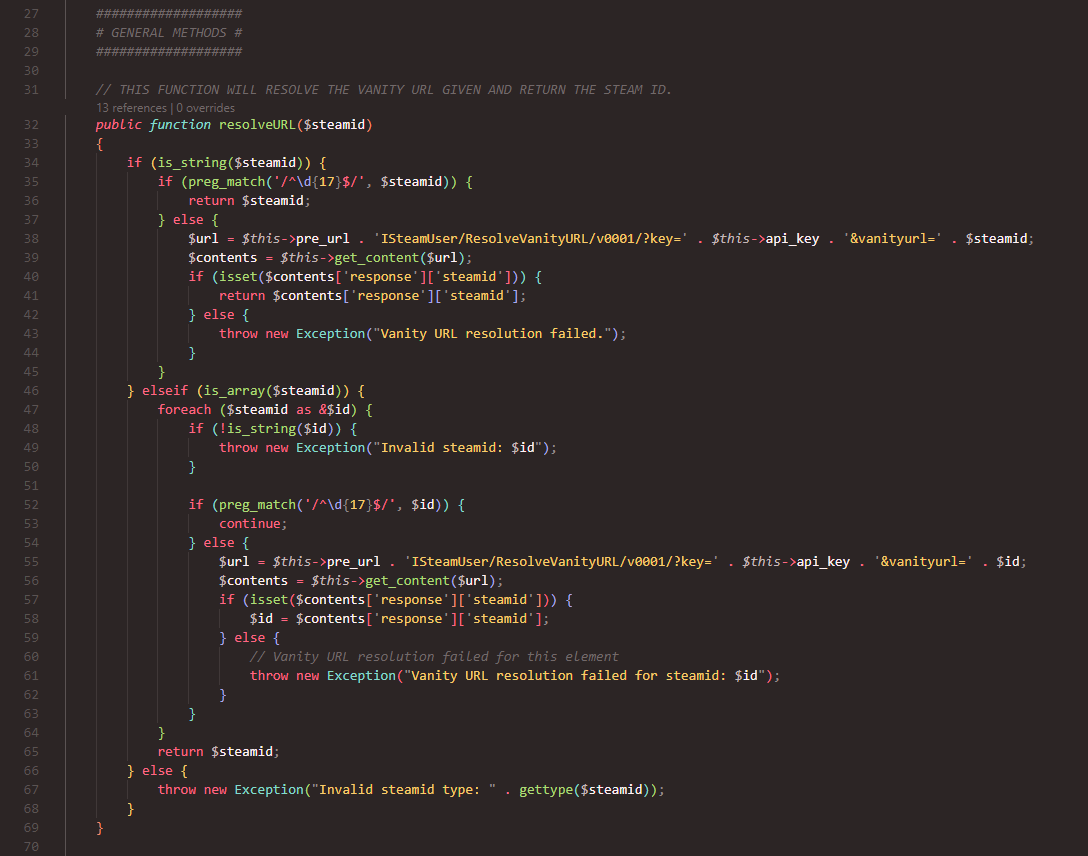 27 ###################
28 # GENERAL METHODS #
29 ###################
30
31 // THIS FUNCTION WILL RESOLVE THE VANITY URL GIVEN AND RETURN THE STEAM ID.
13 references | 0 overrides
32 public function resolveURL($steamid)
33 {
34 if (is_string($steamid)) {
35 if (preg_match('/^\d{17}$/', $steamid)) {
36 return $steamid;
37 } else {
38 $url = $this->pre_url . 'ISteamUser/ResolveVanityURL/v0001/?key=' . $this->api_key . '&vanityurl=' . $steamid;
39 $contents = $this->get_content($url);
40 if (isset($contents['response']['steamid'])) {
41 return $contents['response']['steamid'];
42 } else {
43 throw new Exception("Vanity URL resolution failed.");
44 }
45 }
46 } elseif (is_array($steamid)) {
47 foreach ($steamid as &$id) {
48 if (!is_string($id)) {
49 throw new Exception("Invalid steamid: $id");
50 }
51
52 if (preg_match('/^\d{17}$/', $id)) {
53 continue;
54 } else {
55 $url = $this->pre_url . 'ISteamUser/ResolveVanityURL/v0001/?key=' . $this->api_key . '&vanityurl=' . $id;
56 $contents = $this->get_content($url);
57 if (isset($contents['response']['steamid'])) {
58 $id = $contents['response']['steamid'];
59 } else {
60 // Vanity URL resolution failed for this element
61 throw new Exception("Vanity URL resolution failed for steamid: $id");
62 }
63 }
64 }
65 return $steamid;
66 } else {
67 throw new Exception("Invalid steamid type: " . gettype($steamid));
68 }
69 }
70